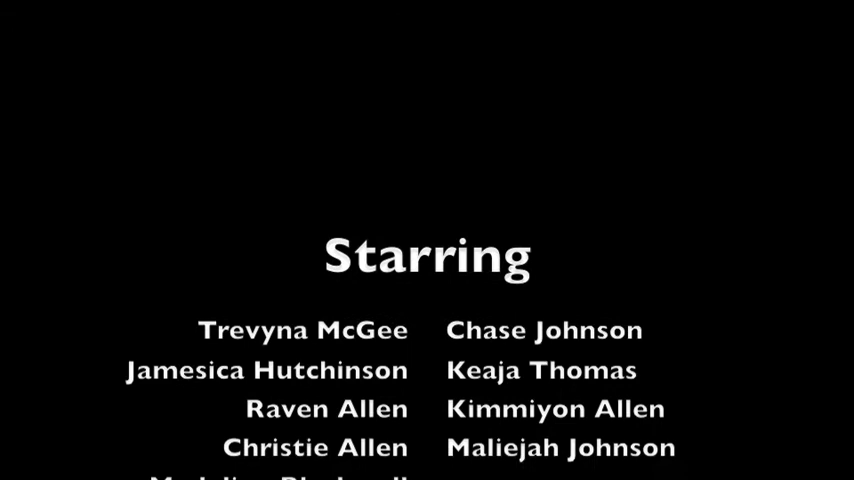 Starring
Trevyna McGee Chase Johnson
Jamesica Hutchinson Keaja Thomas
Raven Allen Kimmiyon Allen
Christie Allen Maliejah Johnson